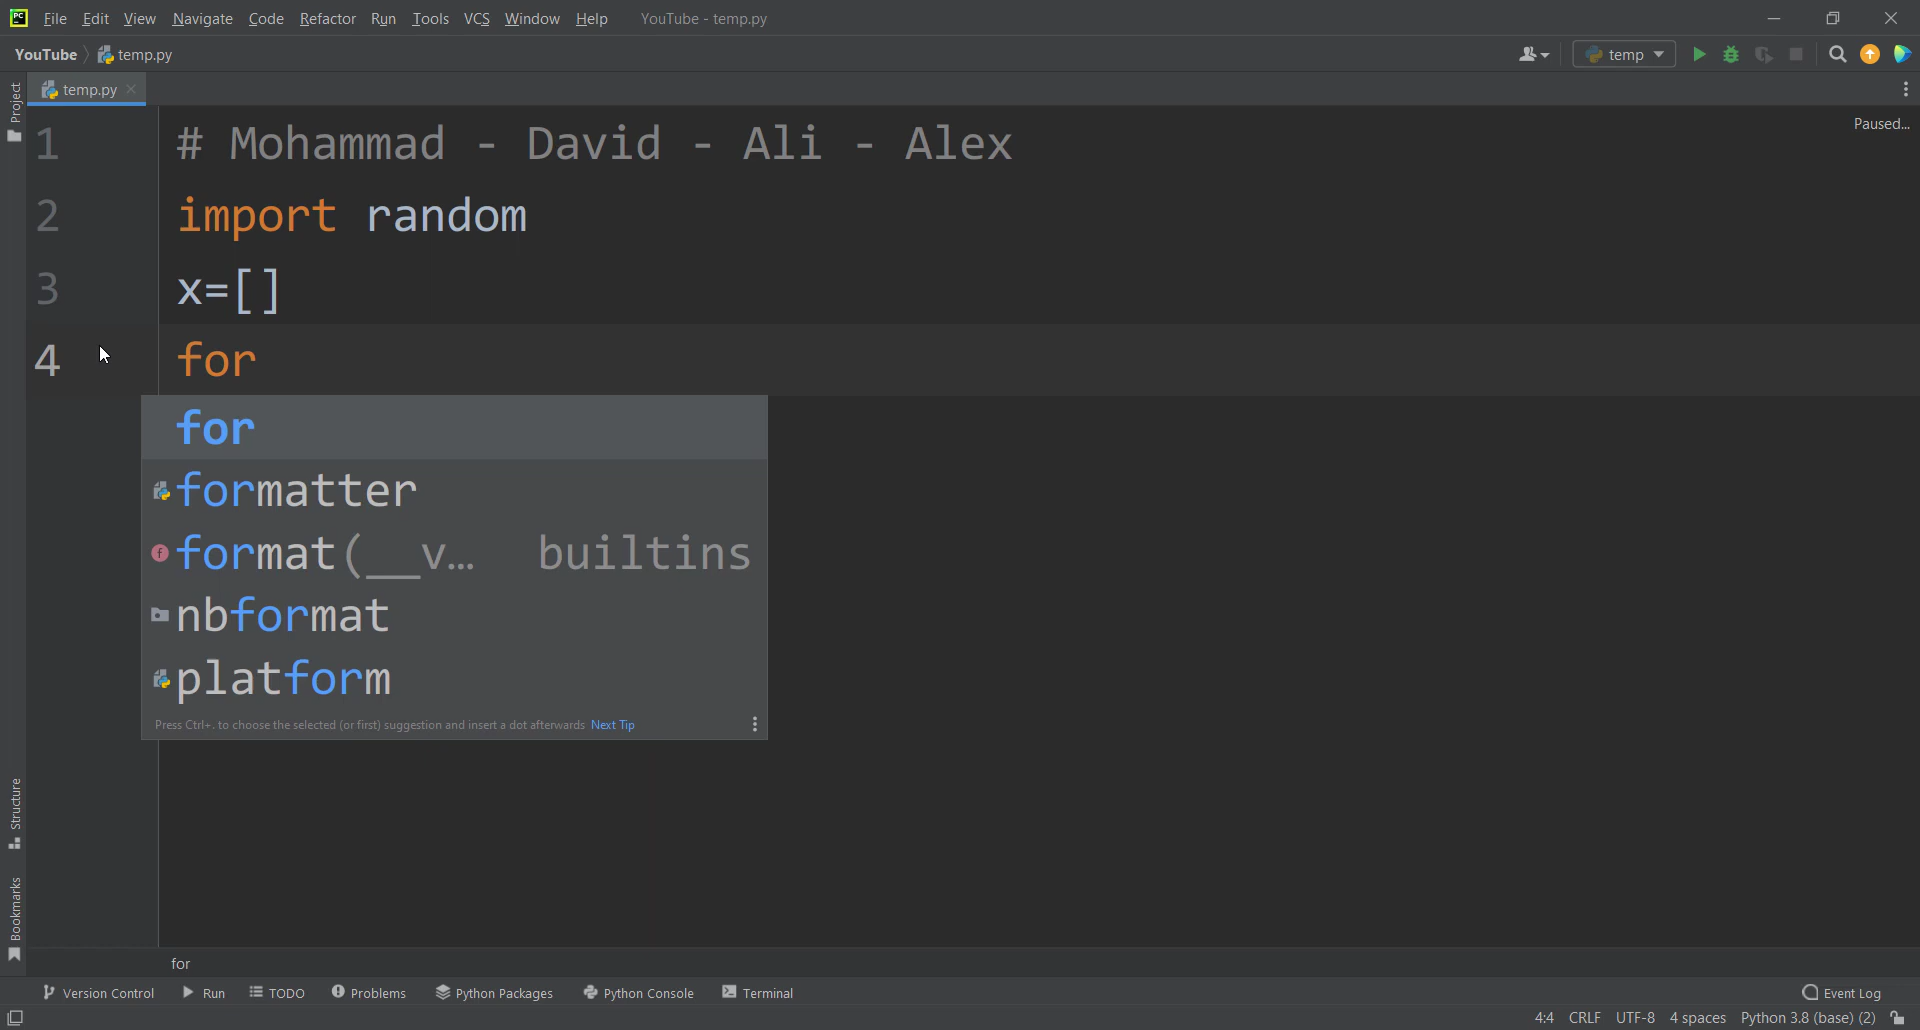 PC File Edit View Navigate Code Refactor Run Tools VCS Window Help YouTube - temp.py
YouTube temp.py temp
Project temp.py
Paused...
1 # Mohammad - David - Ali - Alex
2 import random
3 x=[]
4 for
for
formatter
f format(__v... builtins
nbformat
platform
Press Ctrl+. to choose the selected (or first) suggestion and insert a dot afterwards Next Tip
Structure
Bookmarks
for
Version Control Run TODO Problems Python Packages Python Console Terminal Event Log
4:4 CRLF UTF-8 4 spaces Python 3.8 (base) (2)